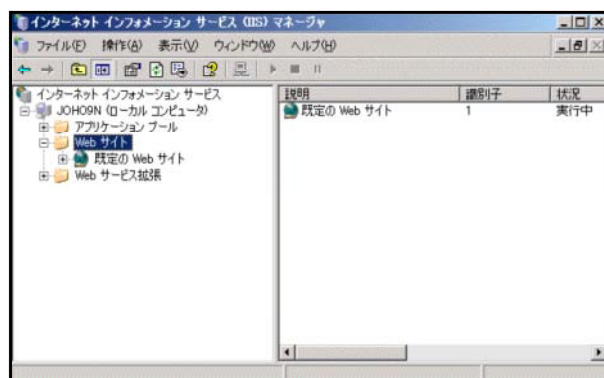 インターネット インフォメーション サービス (IIS) マネージャ
ファイル(F) 操作(A) 表示(V) ウィンドウ(W) ヘルプ(H)
インターネット インフォメーション サービス
JOHO9N (ローカル コンピュータ)
アプリケーション プール
Web サイト
既定の Web サイト
Web サービス拡張
説明 識別子 状況
既定の Web サイト 1 実行中